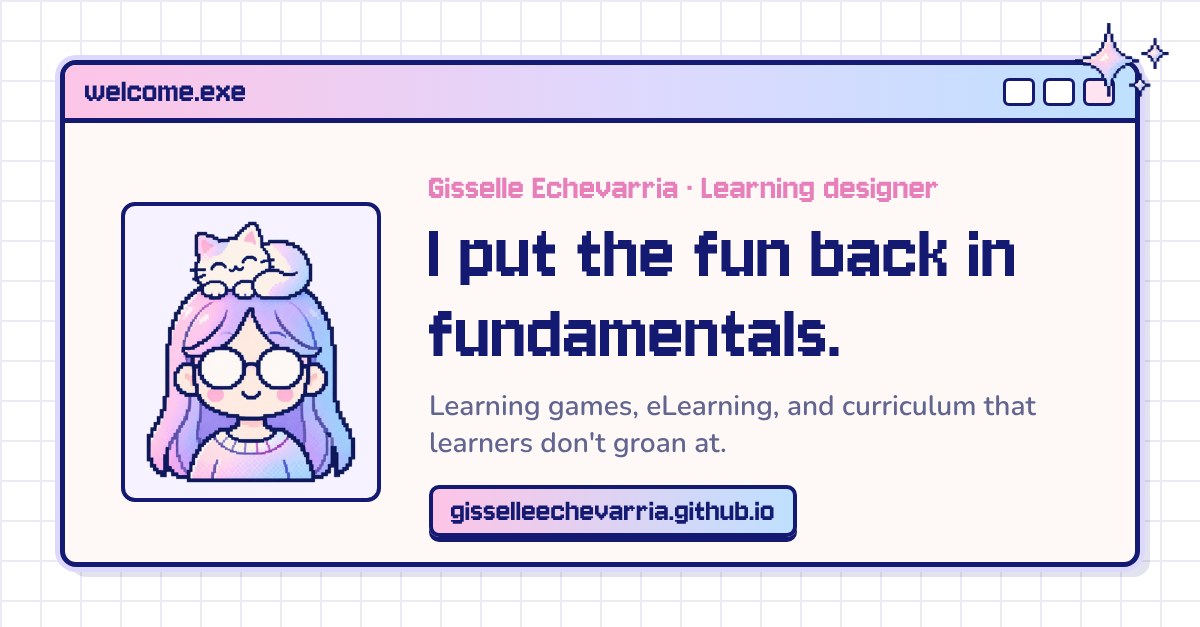 welcome.exe
Gisselle Echevarria · Learning designer
I put the fun back in
fundamentals.
Learning games, eLearning, and curriculum that
learners don't groan at.
gisselleechevarria.github.io